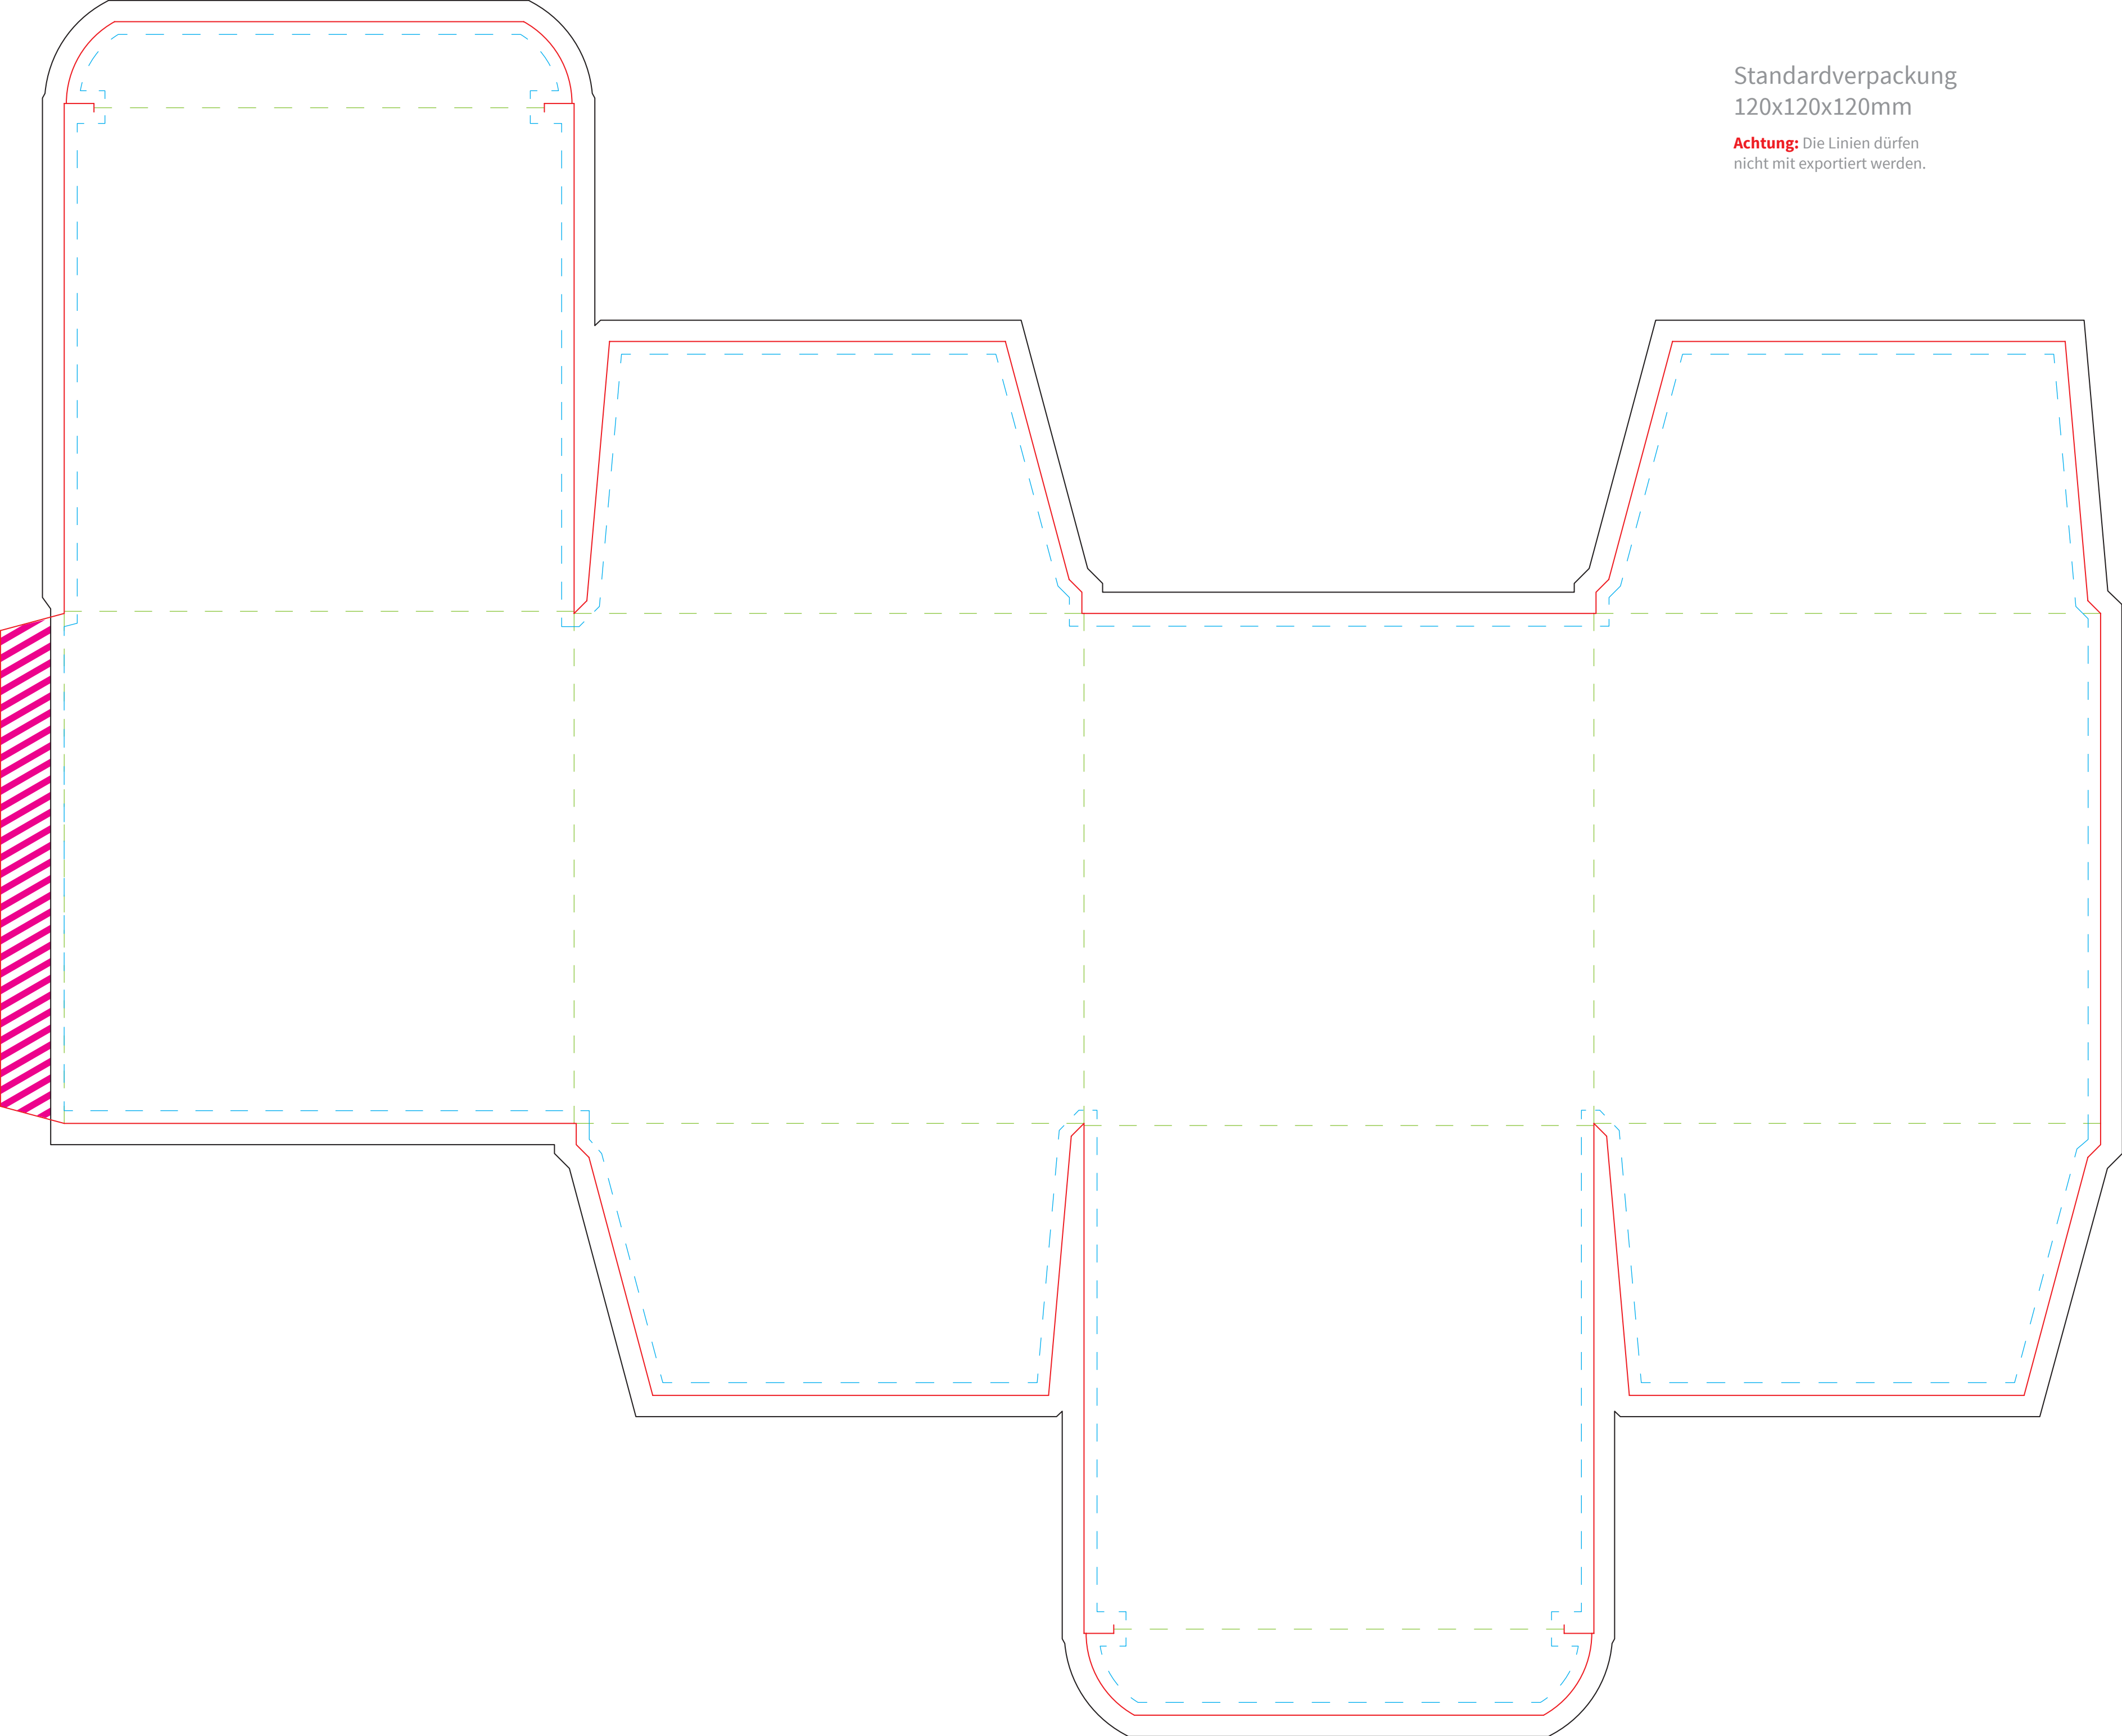 Standardverpackung
120x120x120mm
Achtung: Die Linien dürfen
nicht mit exportiert werden.